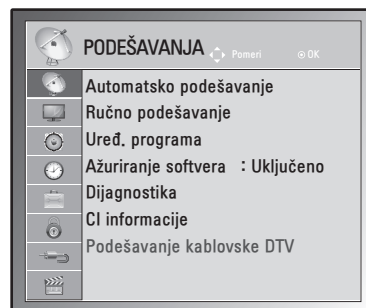 PODEŠAVANJA Pomeri OK
Automatsko podešavanje
Ručno podešavanje
Uređ. programa
Ažuriranje softvera : Uključeno
Dijagnostika
CI informacije
Podešavanje kablovske DTV